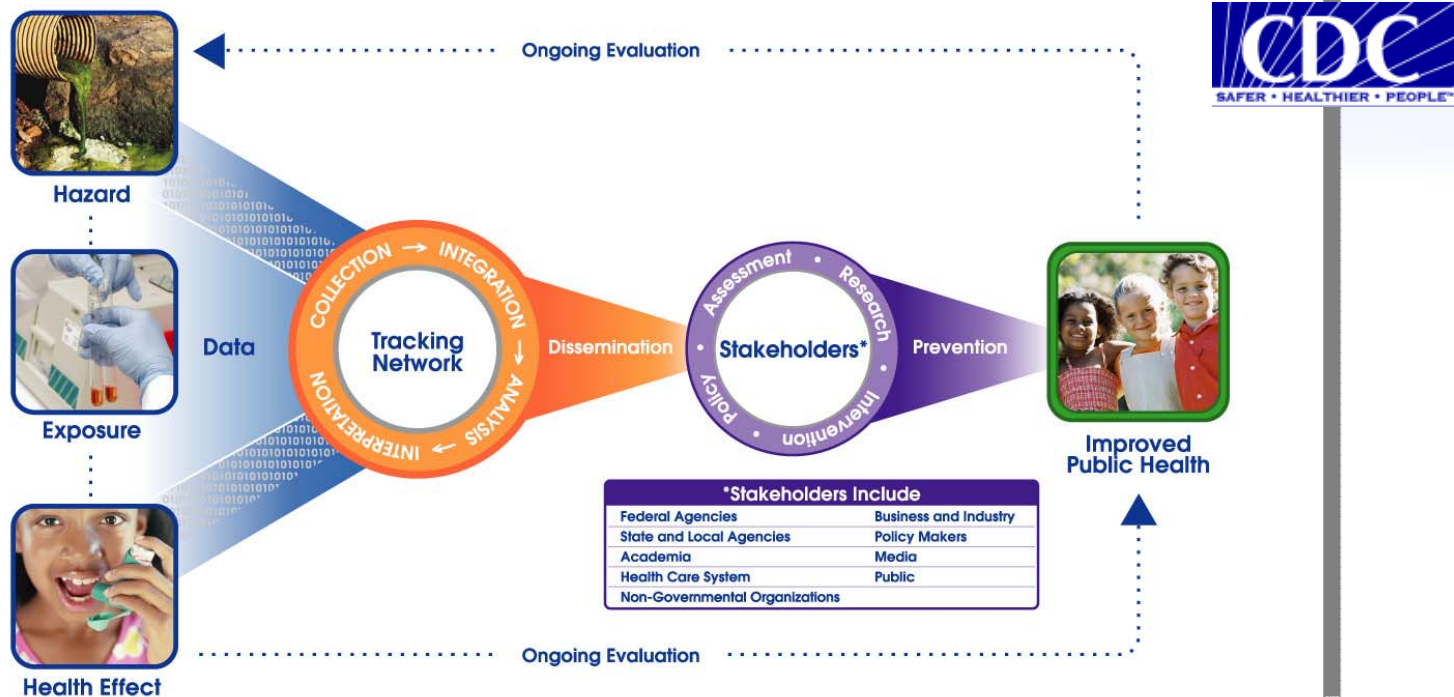 Ongoing Evaluation
CDC
SAFER • HEALTHIER • PEOPLE™
Hazard
Exposure
Health Effect
Data
COLLECTION → INTEGRATION → ANALYSIS → INTERPRETATION
Tracking
Network
Dissemination
Assessment • Research • Intervention • Policy •
Stakeholders*
Prevention
Improved
Public Health
*Stakeholders Include
Federal Agencies
State and Local Agencies
Academia
Health Care System
Non-Governmental Organizations
Business and Industry
Policy Makers
Media
Public
Ongoing Evaluation